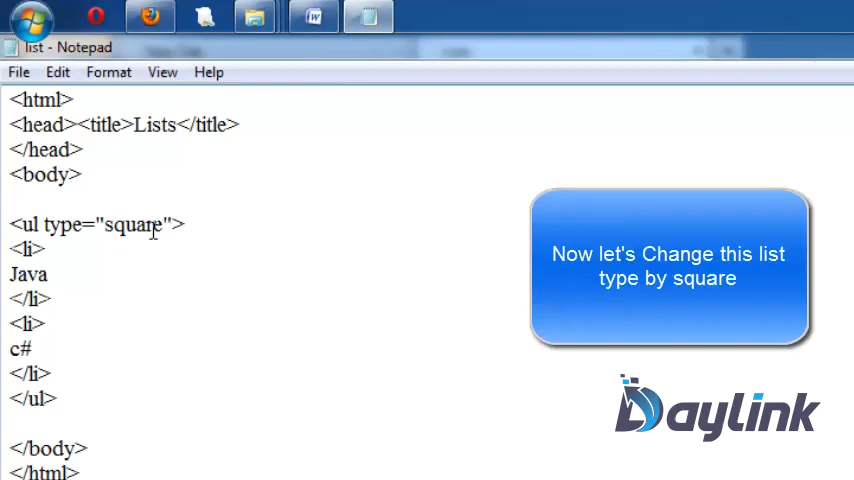 list - Notepad
File Edit Format View Help
<html>
<head><title>Lists</title>
</head>
<body>
<ul type="square">
<li>
Java
</li>
<li>
c#
</li>
</ul>
</body>
</html>
Now let's Change this list
type by square
Daylink